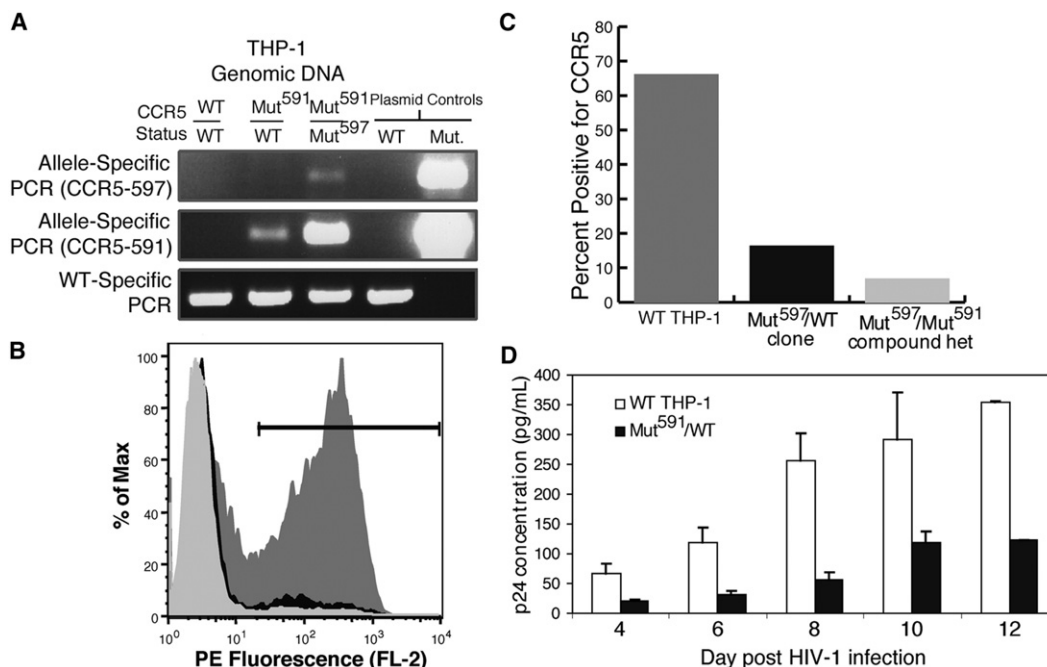 A
THP-1
Genomic DNA
CCR5 Status
WT/WT
Mut591/WT
Mut591/Mut597
Plasmid Controls
WT Mut.
Allele-Specific
PCR (CCR5-597)
Allele-Specific
PCR (CCR5-591)
WT-Specific
PCR
B
% of Max
100
80
60
40
20
0
10^0 10^1 10^2 10^3 10^4
PE Fluorescence (FL-2)
C
Percent Positive for CCR5
80
70
60
50
40
30
20
10
0
WT THP-1
Mut597/WT
clone
Mut597/Mut591
compound het
D
p24 concentration (pg/mL)
400
350
300
250
200
150
100
50
0
WT THP-1
Mut591/WT
4 6 8 10 12
Day post HIV-1 infection